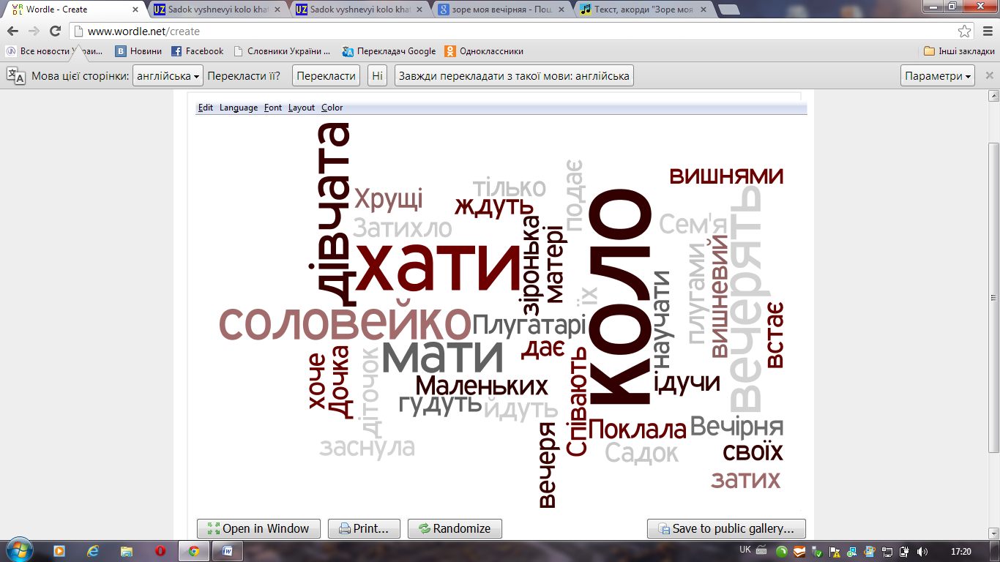 Wordle - Create
Sadok vyshnevyi kolo khat
Sadok vyshnevyi kolo khat
зоре моя вечірняя - Пош
Текст, акорди "Зоре моя
www.wordle.net/create
Все новости Украи...
Новини
Facebook
Словники України ...
Перекладач Google
Одноклассники
Інші закладки
Мова цієї сторінки: англійська Перекласти її? Перекласти Ні Завжди перекладати з такої мови: англійська Параметри
Edit Language Font Layout Color
дівчата
Хрущі
тілько
ждуть
Затихло
хати
зіронька
матері
подає
їх
коло
вишнями
Сем'я
вечерять
плугами
вишневий
встає
научати
соловейко
Плугатарі
мати
дає
хоче
Дочка
діточок
Маленьких
гудуть
йдуть
Співають
ідучи
заснула
вечеря
Поклала
Вечірня
Садок
своїх
затих
Open in Window
Print...
Randomize
Save to public gallery...
UK
17:20